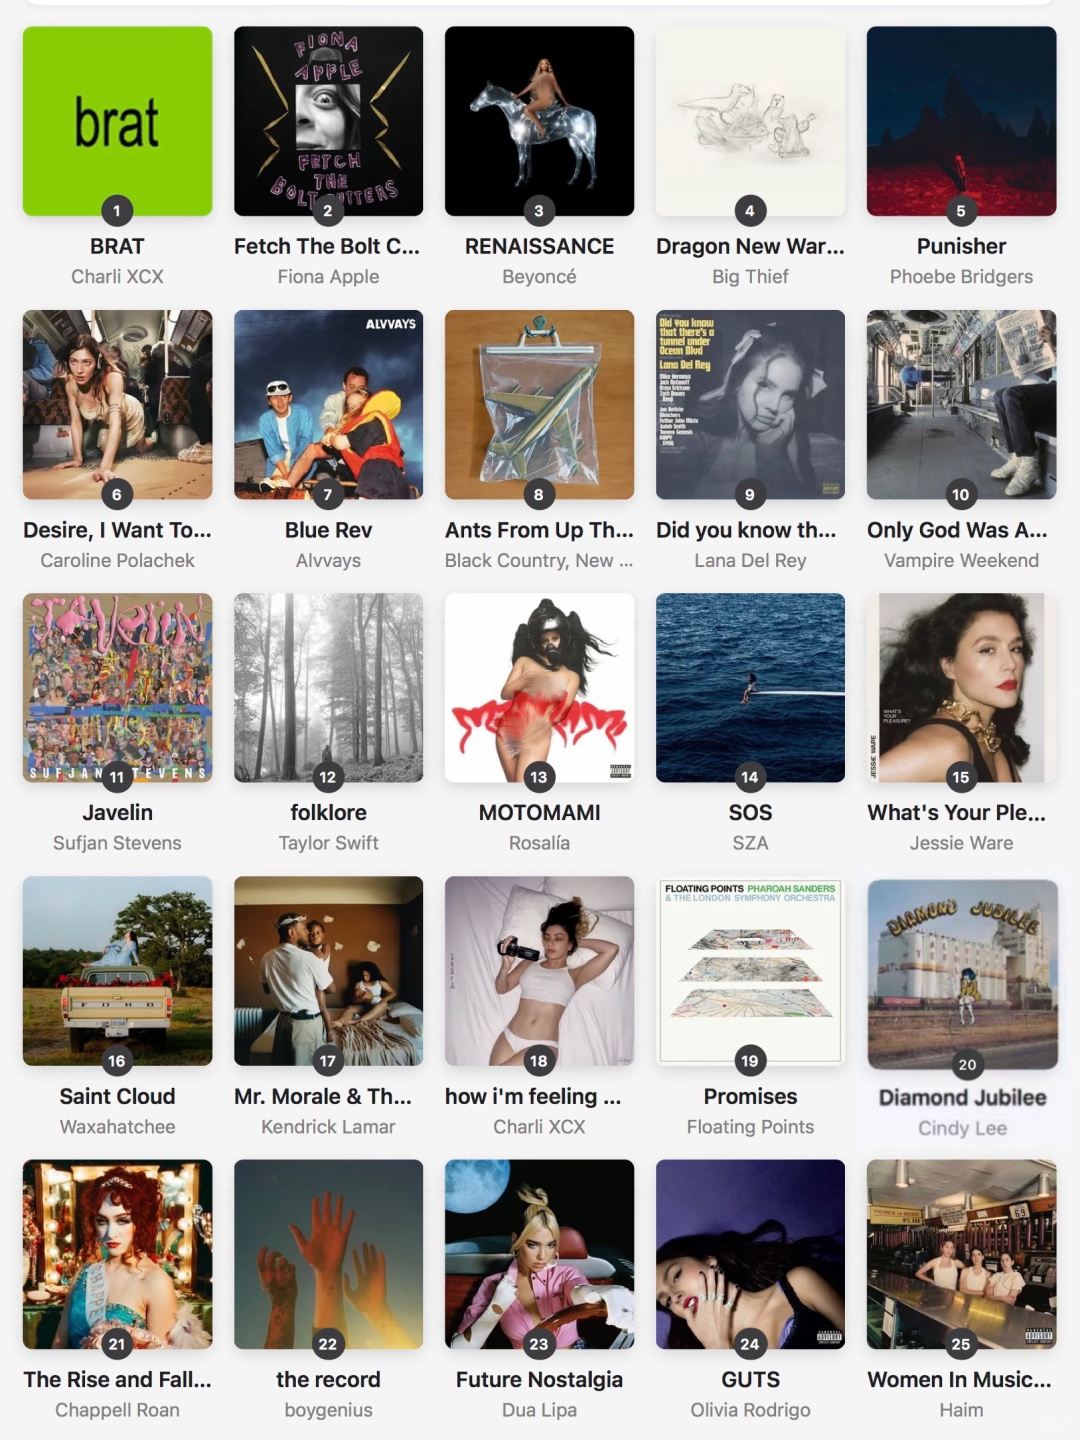 brat
FIONA
APPLE
FETCH
THE
BOLT CUTTERS
1
2
3
4
5
BRAT
Fetch The Bolt C...
RENAISSANCE
Dragon New War...
Punisher
Charli XCX
Fiona Apple
Beyoncé
Big Thief
Phoebe Bridgers
ALVVAYS
Did you know
that there's a
tunnel under
Ocean Blvd
Lana Del Rey
6
7
8
9
10
Desire, I Want To...
Blue Rev
Ants From Up Th...
Did you know th...
Only God Was A...
Caroline Polachek
Alvvays
Black Country, New ...
Lana Del Rey
Vampire Weekend
JAVELIN
SUFJAN STEVENS
MOTOMAMI
WHAT'S
YOUR
PLEASURE?
JESSIE WARE
11
12
13
14
15
Javelin
folklore
MOTOMAMI
SOS
What's Your Ple...
Sufjan Stevens
Taylor Swift
Rosalía
SZA
Jessie Ware
FORD
FLOATING POINTS PHAROAH SANDERS
& THE LONDON SYMPHONY ORCHESTRA
DIAMOND JUBILEE
16
17
18
19
20
Saint Cloud
Mr. Morale & Th...
how i'm feeling ...
Promises
Diamond Jubilee
Waxahatchee
Kendrick Lamar
Charli XCX
Floating Points
Cindy Lee
WOMEN IN MUSIC
PT. III
69
21
22
23
24
25
The Rise and Fall...
the record
Future Nostalgia
GUTS
Women In Music...
Chappell Roan
boygenius
Dua Lipa
Olivia Rodrigo
Haim